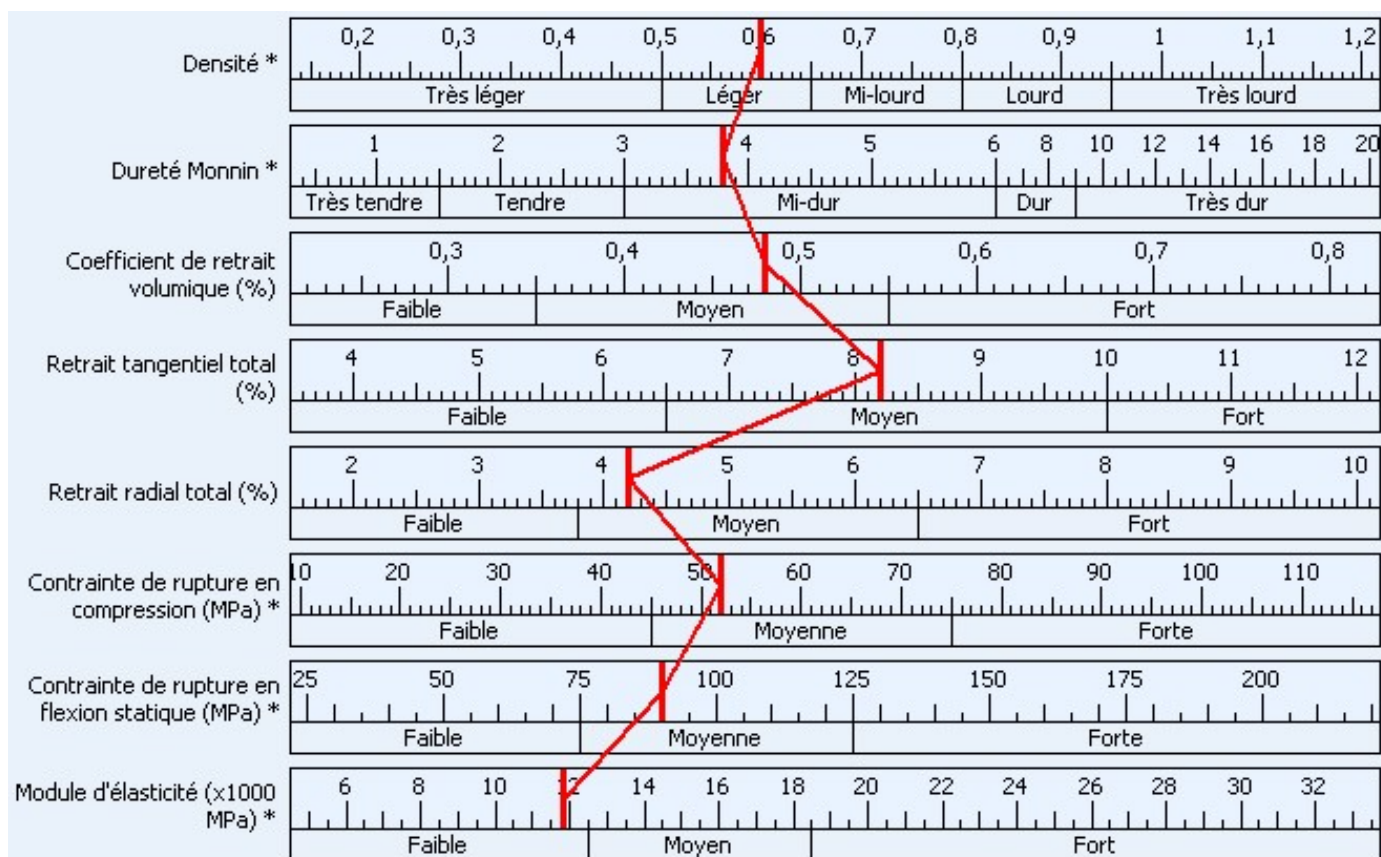 0,2 0,3 0,4 0,5 0,6 0,7 0,8 0,9 1 1,1 1,2
Densité *
Très léger Léger Mi-lourd Lourd Très lourd
1 2 3 4 5 6 8 10 12 14 16 18 20
Dureté Monnin *
Très tendre Tendre Mi-dur Dur Très dur
0,3 0,4 0,5 0,6 0,7 0,8
Coefficient de retrait
volumique (%)
Faible Moyen Fort
4 5 6 7 8 9 10 11 12
Retrait tangentiel total
(%)
Faible Moyen Fort
2 3 4 5 6 7 8 9 10
Retrait radial total (%)
Faible Moyen Fort
10 20 30 40 50 60 70 80 90 100 110
Contrainte de rupture en
compression (MPa) *
Faible Moyenne Forte
25 50 75 100 125 150 175 200
Contrainte de rupture en
flexion statique (MPa) *
Faible Moyenne Forte
6 8 10 12 14 16 18 20 22 24 26 28 30 32
Module d'élasticité (x1000
MPa) *
Faible Moyen Fort